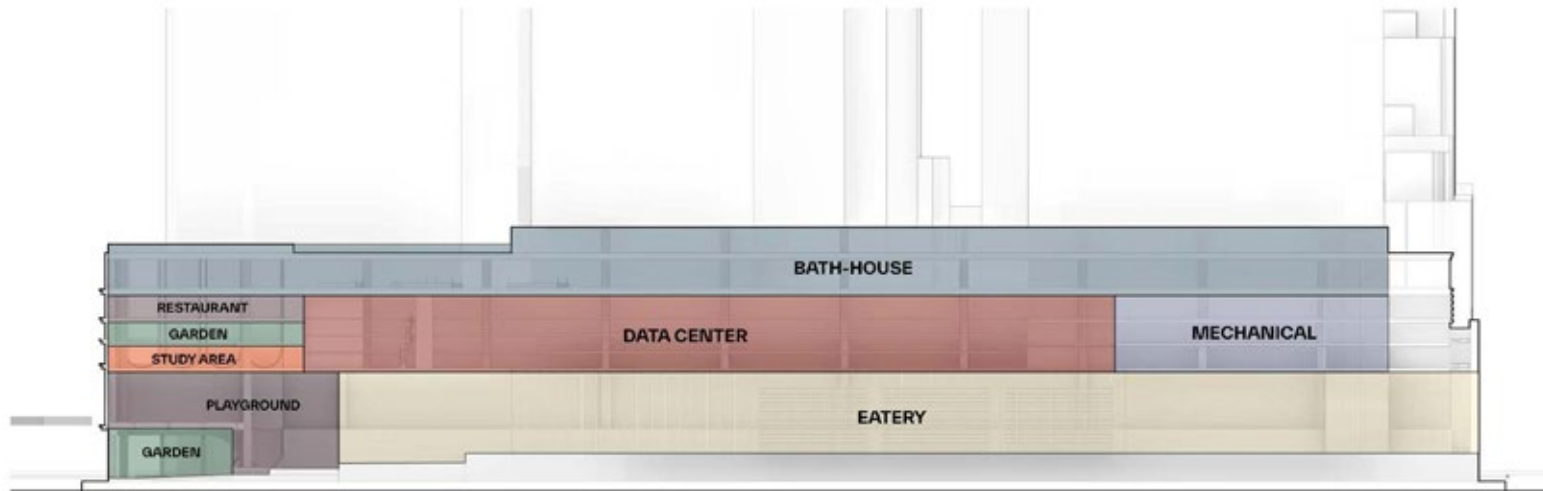 BATH-HOUSE
RESTAURANT
GARDEN
STUDY AREA
DATA CENTER
MECHANICAL
PLAYGROUND
EATERY
GARDEN